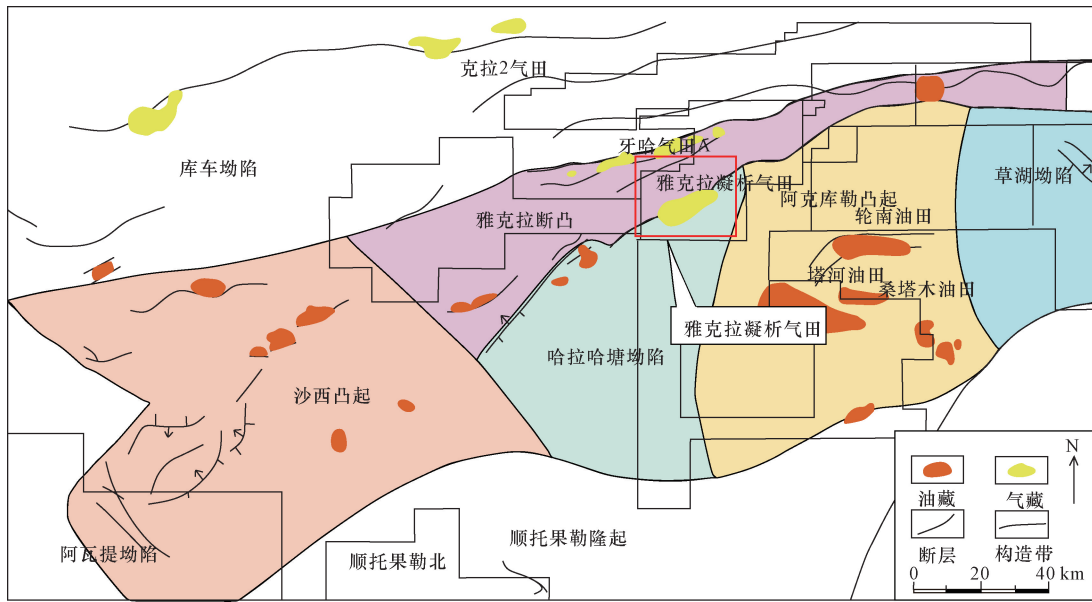 克拉2气田
牙哈气田A
库车坳陷
雅克拉凝析气田
草湖坳陷
阿克库勒凸起
雅克拉断凸
轮南油田
塔河油田
桑塔木油田
雅克拉凝析气田
哈拉哈塘坳陷
沙西凸起
阿瓦提坳陷
顺托果勒北
顺托果勒隆起
N
油藏
气藏
断层
构造带
0 20 40 km